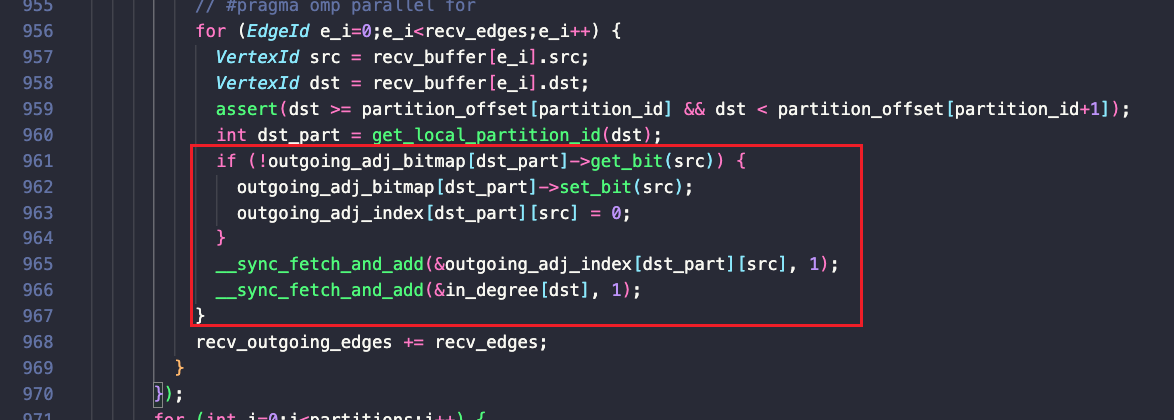 955 // #pragma omp parallel for
956 for (EdgeId e_i=0;e_i<recv_edges;e_i++) {
957 VertexId src = recv_buffer[e_i].src;
958 VertexId dst = recv_buffer[e_i].dst;
959 assert(dst >= partition_offset[partition_id] && dst < partition_offset[partition_id+1]);
960 int dst_part = get_local_partition_id(dst);
961 if (!outgoing_adj_bitmap[dst_part]->get_bit(src)) {
962 outgoing_adj_bitmap[dst_part]->set_bit(src);
963 outgoing_adj_index[dst_part][src] = 0;
964 }
965 __sync_fetch_and_add(&outgoing_adj_index[dst_part][src], 1);
966 __sync_fetch_and_add(&in_degree[dst], 1);
967 }
968 recv_outgoing_edges += recv_edges;
969 }
970 });
971 for (int i=0;i<partitions;i++) {